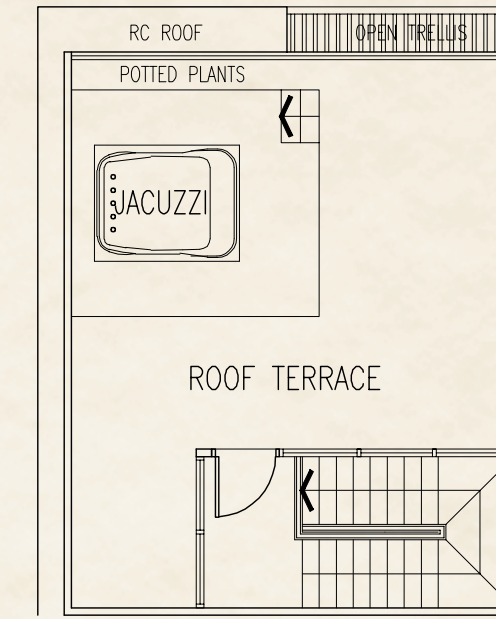 RC ROOF
OPEN TRELLIS
POTTED PLANTS
JACUZZI
ROOF TERRACE